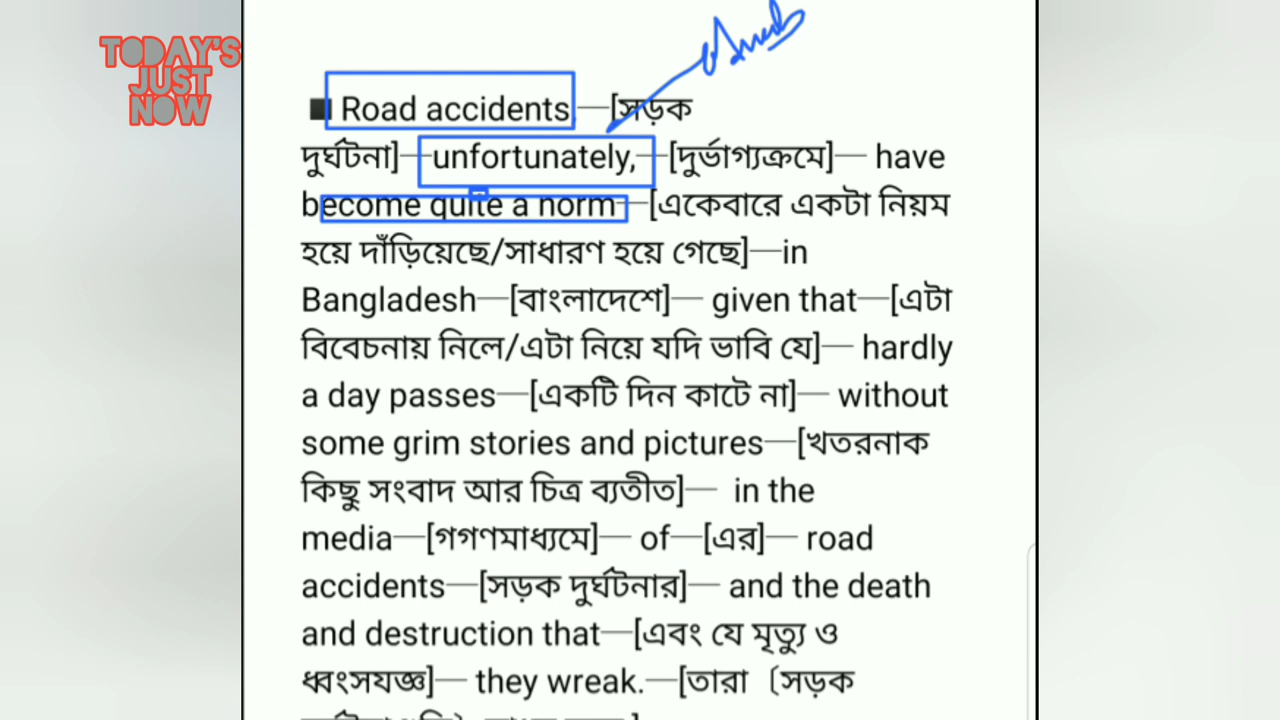 TODAY'S
JUST
NOW
■ Road accidents —[সড়ক
দুর্ঘটনা]— unfortunately, —[দুর্ভাগ্যক্রমে]— have
become quite a norm —[একেবারে একটা নিয়ম
হয়ে দাঁড়িয়েছে/সাধারণ হয়ে গেছে]—in
Bangladesh—[বাংলাদেশে]— given that—[এটা
বিবেচনায় নিলে/এটা নিয়ে যদি ভাবি যে]— hardly
a day passes—[একটি দিন কাটে না]— without
some grim stories and pictures—[খতরনাক
কিছু সংবাদ আর চিত্র ব্যতীত]— in the
media—[গগণমাধ্যমে]— of—[এর]— road
accidents—[সড়ক দুর্ঘটনার]— and the death
and destruction that—[এবং যে মৃত্যু ও
ধ্বংসযজ্ঞ]— they wreak.—[তারা〔সড়ক